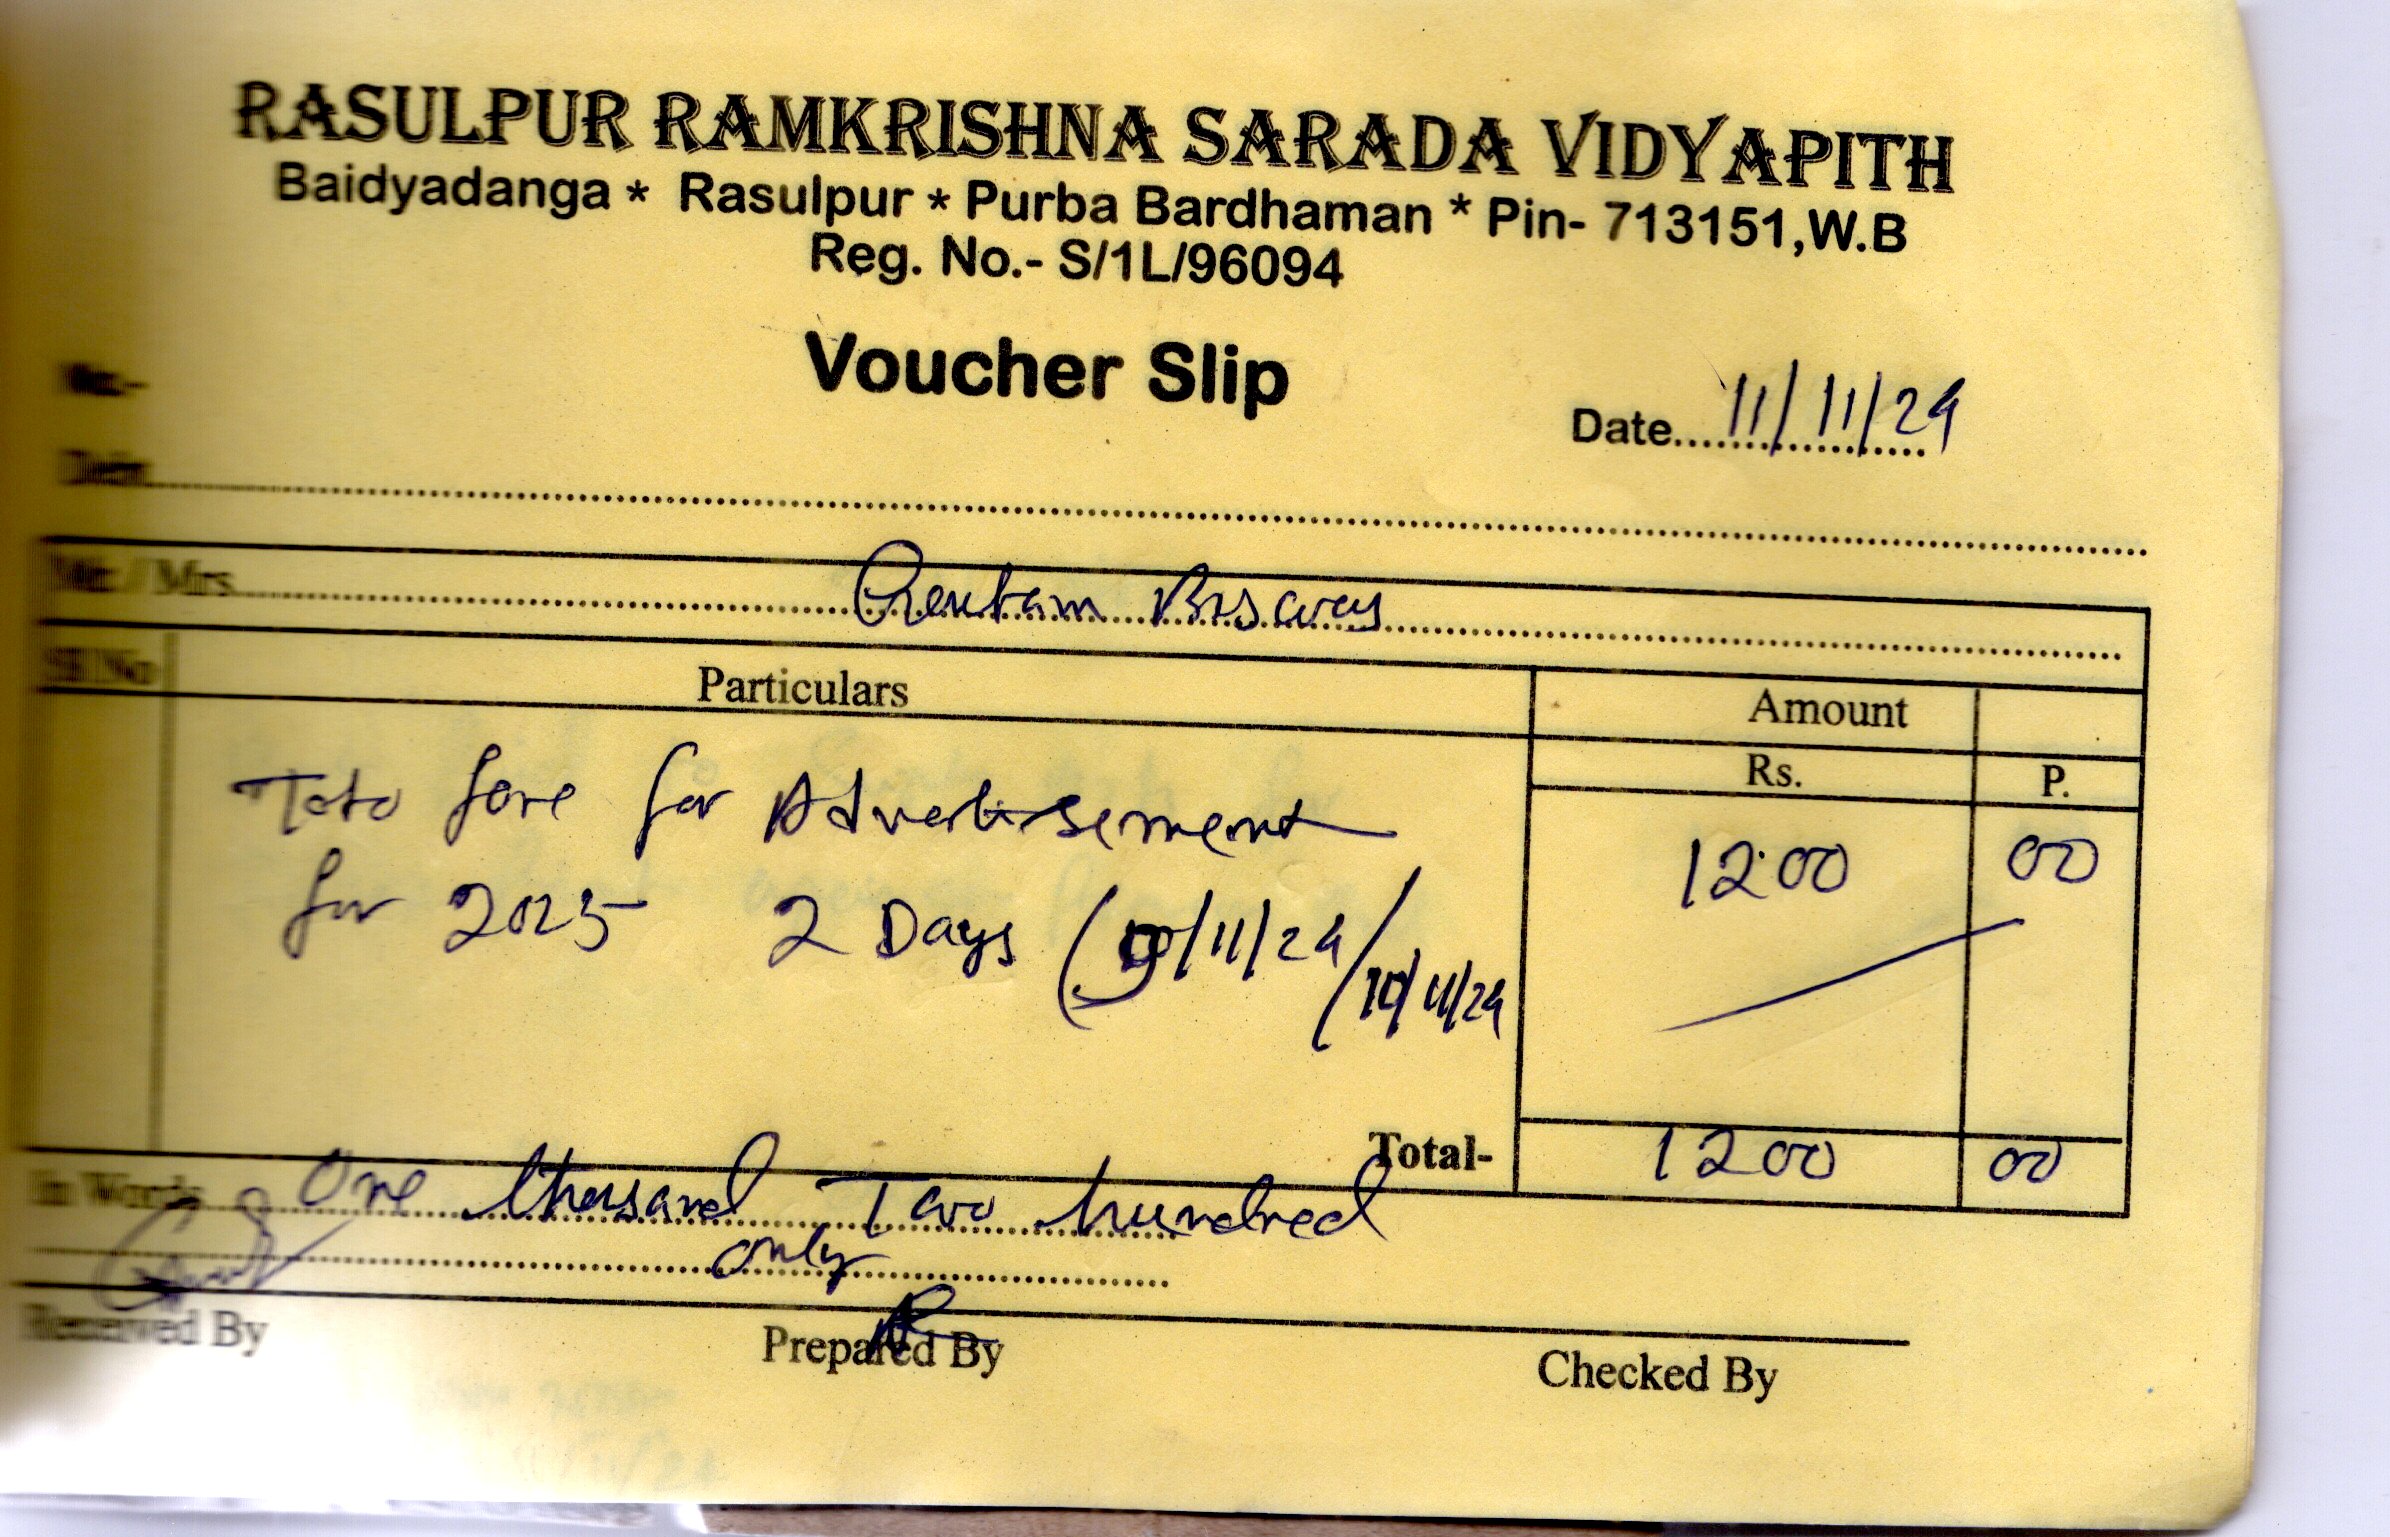 RASULPUR RAMKRISHNA SARADA VIDYAPITH
Baidyadanga * Rasulpur * Purba Bardhaman * Pin- 713151,W.B
Reg. No.- S/1L/96094
Voucher Slip
No.-
Date 11/11/24
Debit
Mr. / Mrs.
Sl No Particulars Amount
Rs. P.
Toto fare for Advertisement 1200 00
for 2025 2 Days (9/11/24 / 10/11/24
Total- 1200 00
In Words One thousand Two hundred
only
Received By Prepared By Checked By